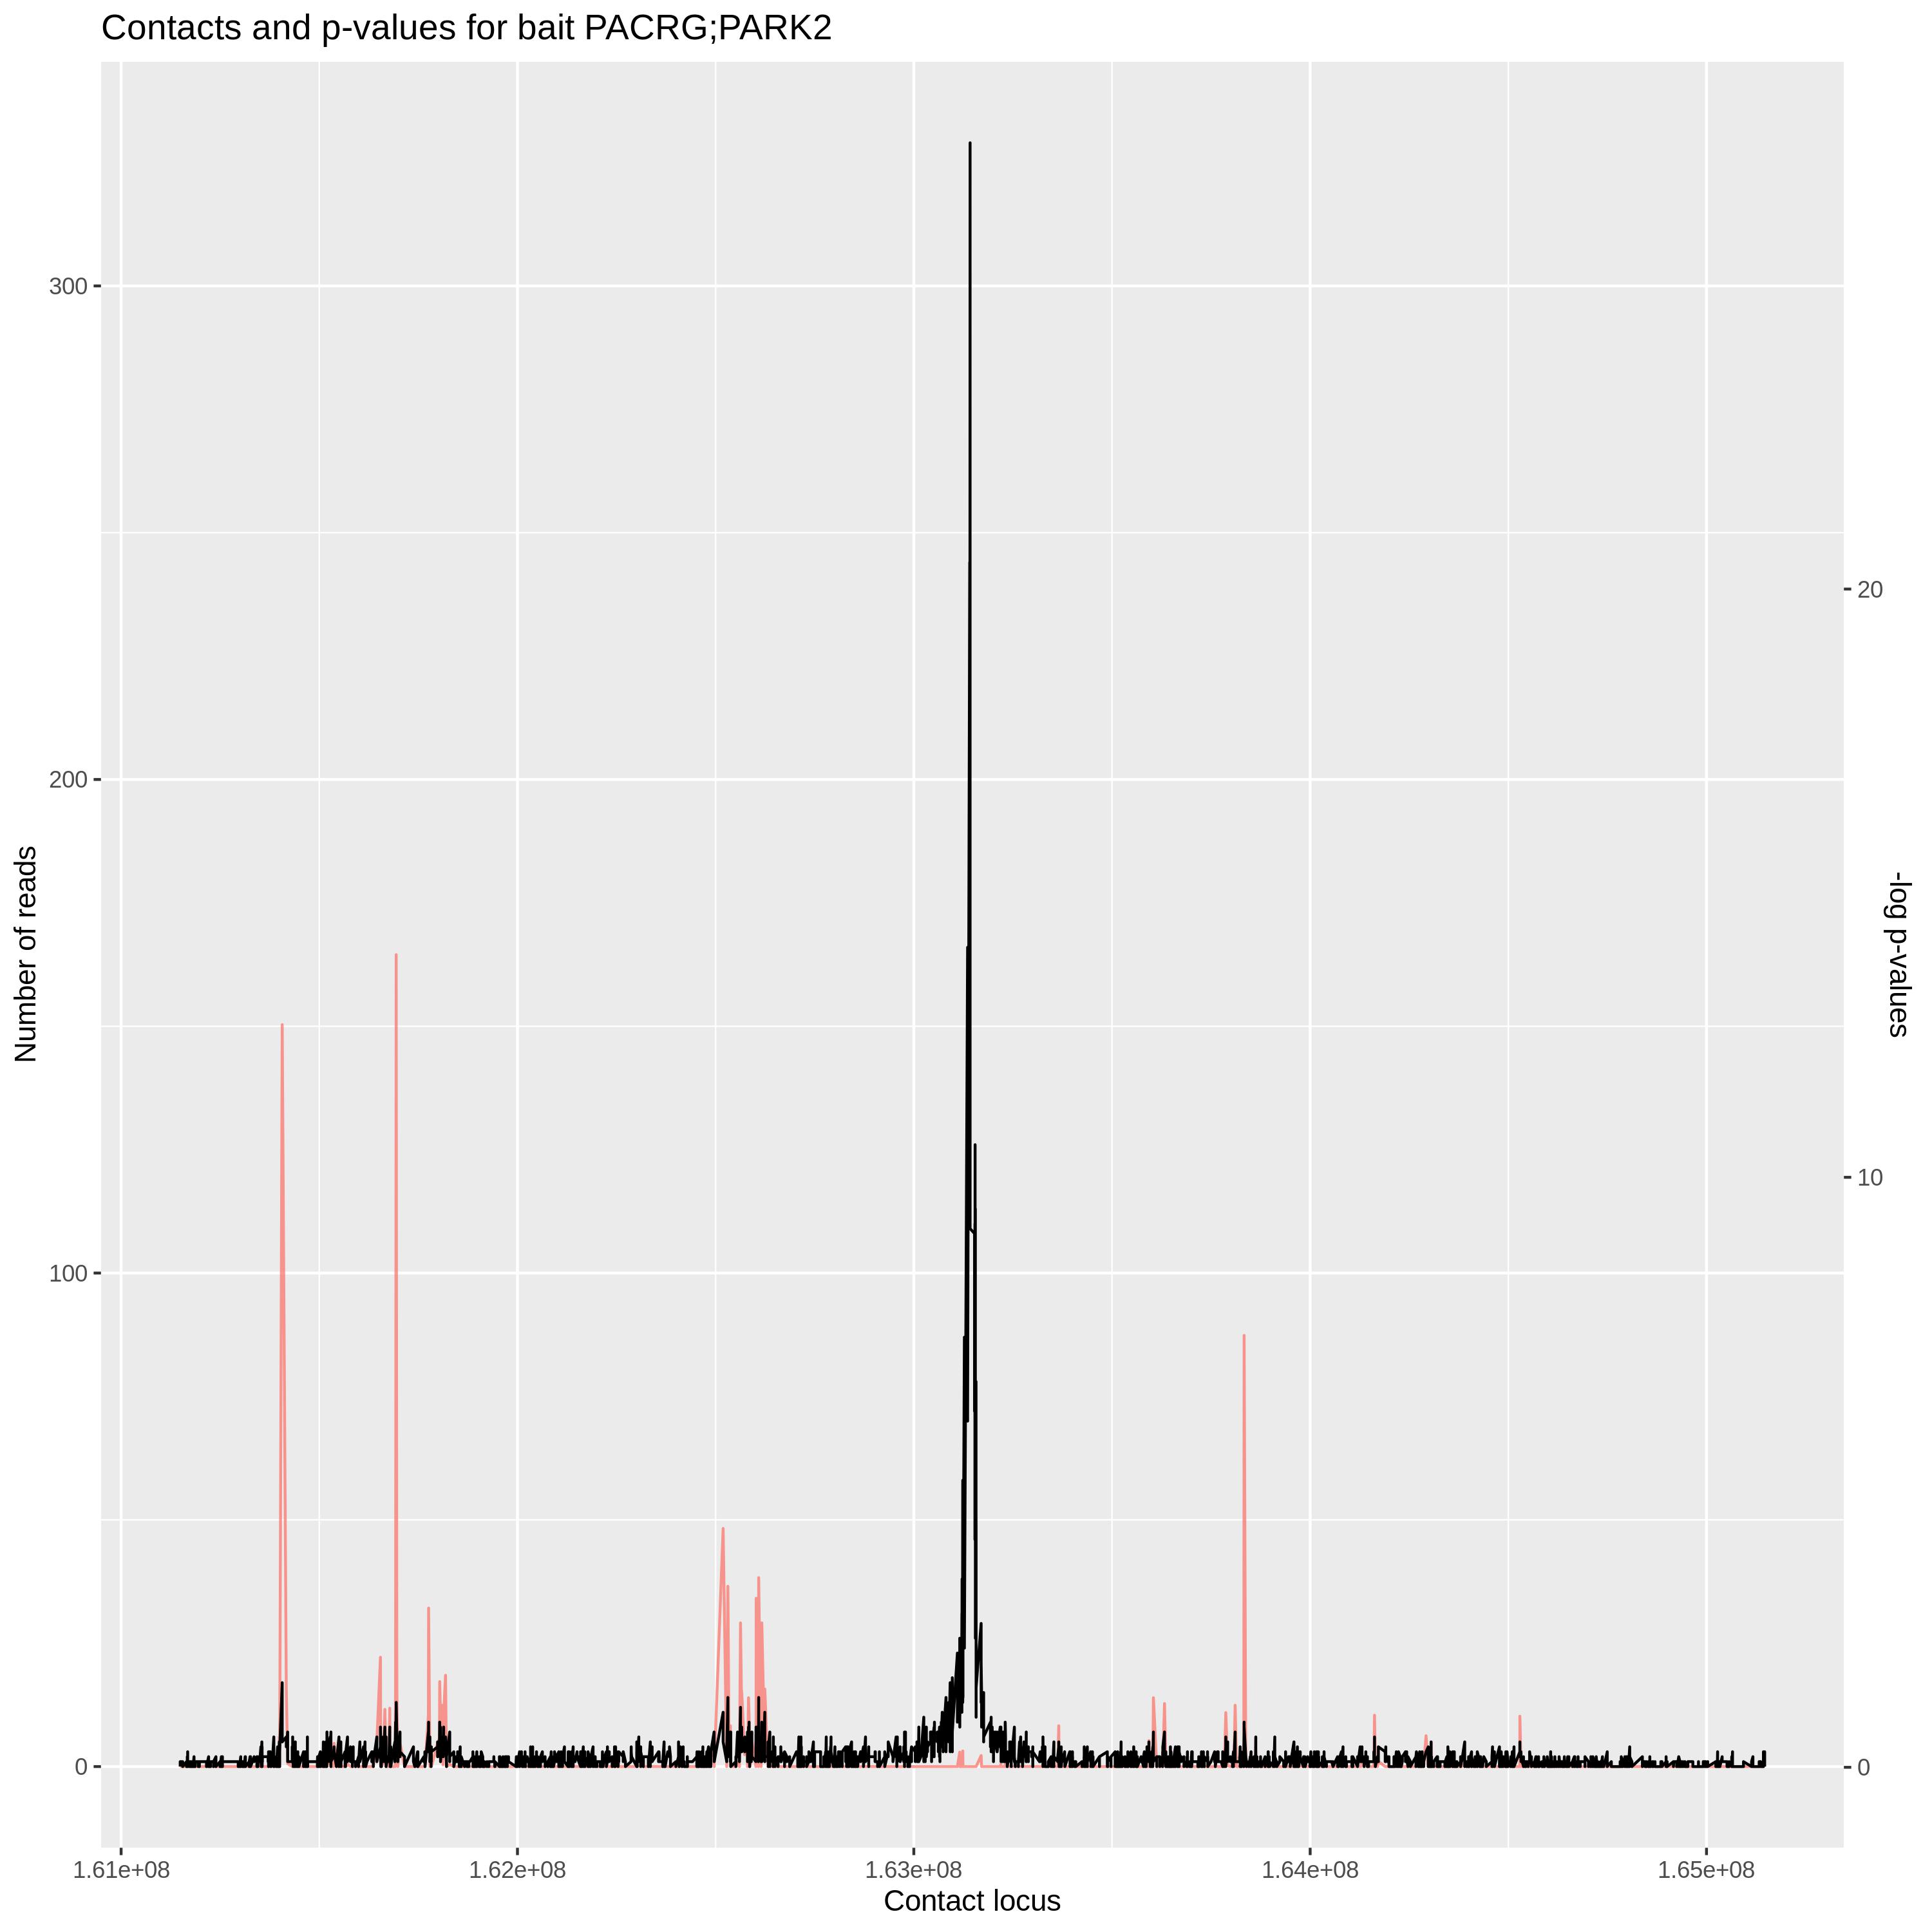 Contacts and p-values for bait PACRG;PARK2
Number of reads
300
200
100
0
20
10
0
-log p-values
1.61e+08
1.62e+08
1.63e+08
1.64e+08
1.65e+08
Contact locus